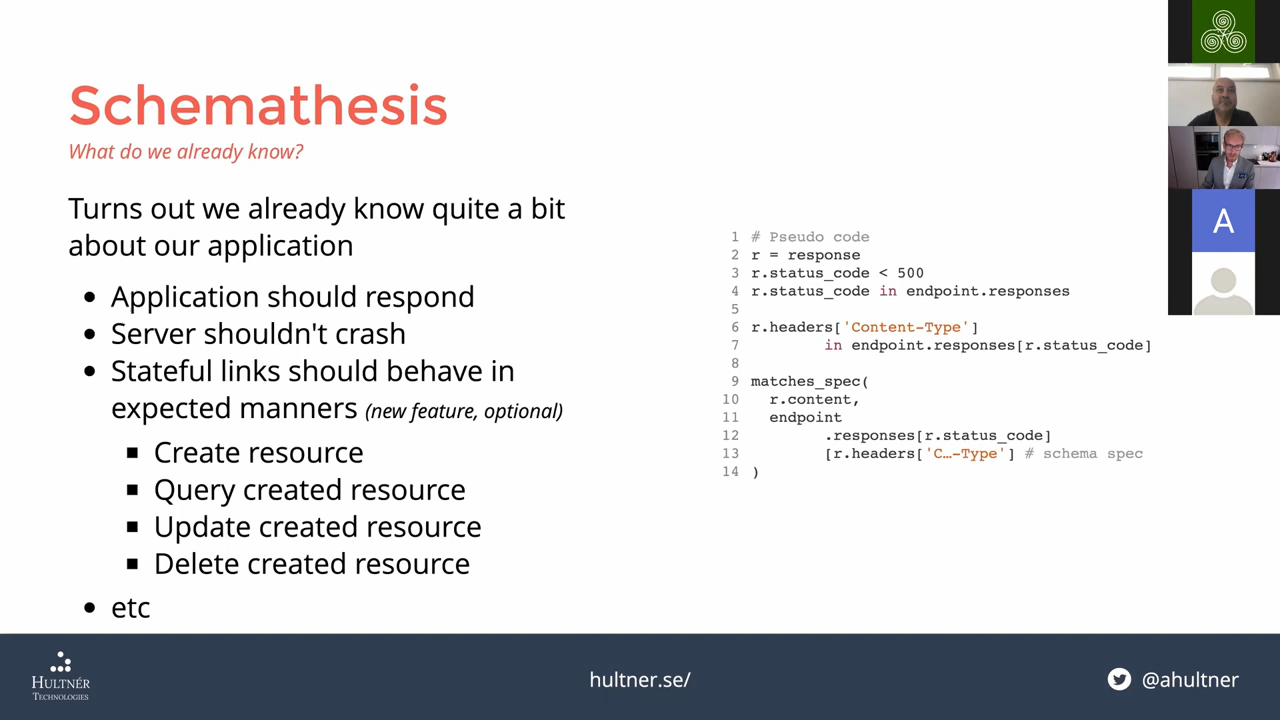 Schemathesis
What do we already know?
Turns out we already know quite a bit
about our application
Application should respond
Server shouldn't crash
Stateful links should behave in
expected manners (new feature, optional)
Create resource
Query created resource
Update created resource
Delete created resource
etc
1 # Pseudo code
2 r = response
3 r.status_code < 500
4 r.status_code in endpoint.responses
5
6 r.headers['Content-Type']
7 in endpoint.responses[r.status_code]
8
9 matches_spec(
10 r.content,
11 endpoint
12 .responses[r.status_code]
13 [r.headers['C…-Type'] # schema spec
14 )
A
HULTNÉR
TECHNOLOGIES
hultner.se/
@ahultner